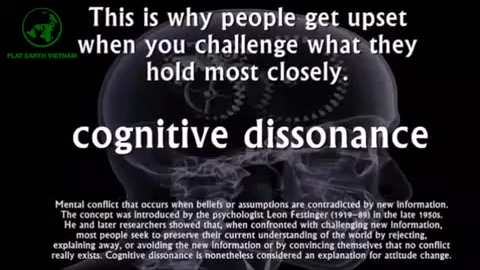 This is why people get upset
when you challenge what they
hold most closely.
FLAT EARTH VIETNAM
cognitive dissonance
Mental conflict that occurs when beliefs or assumptions are contradicted by new information.
The concept was introduced by the psychologist Leon Festinger (1919–89) in the late 1950s.
He and later researchers showed that, when confronted with challenging new information,
most people seek to preserve their current understanding of the world by rejecting,
explaining away, or avoiding the new information or by convincing themselves that no conflict
really exists. Cognitive dissonance is nonetheless considered an explanation for attitude change.